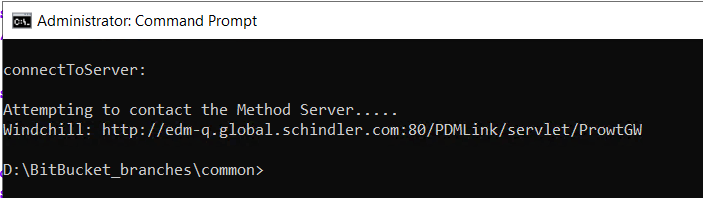 Administrator: Command Prompt
connectToServer:
Attempting to contact the Method Server.....
Windchill: http://edm-q.global.schindler.com:80/PDMLink/servlet/ProwtGW
D:\BitBucket_branches\common>